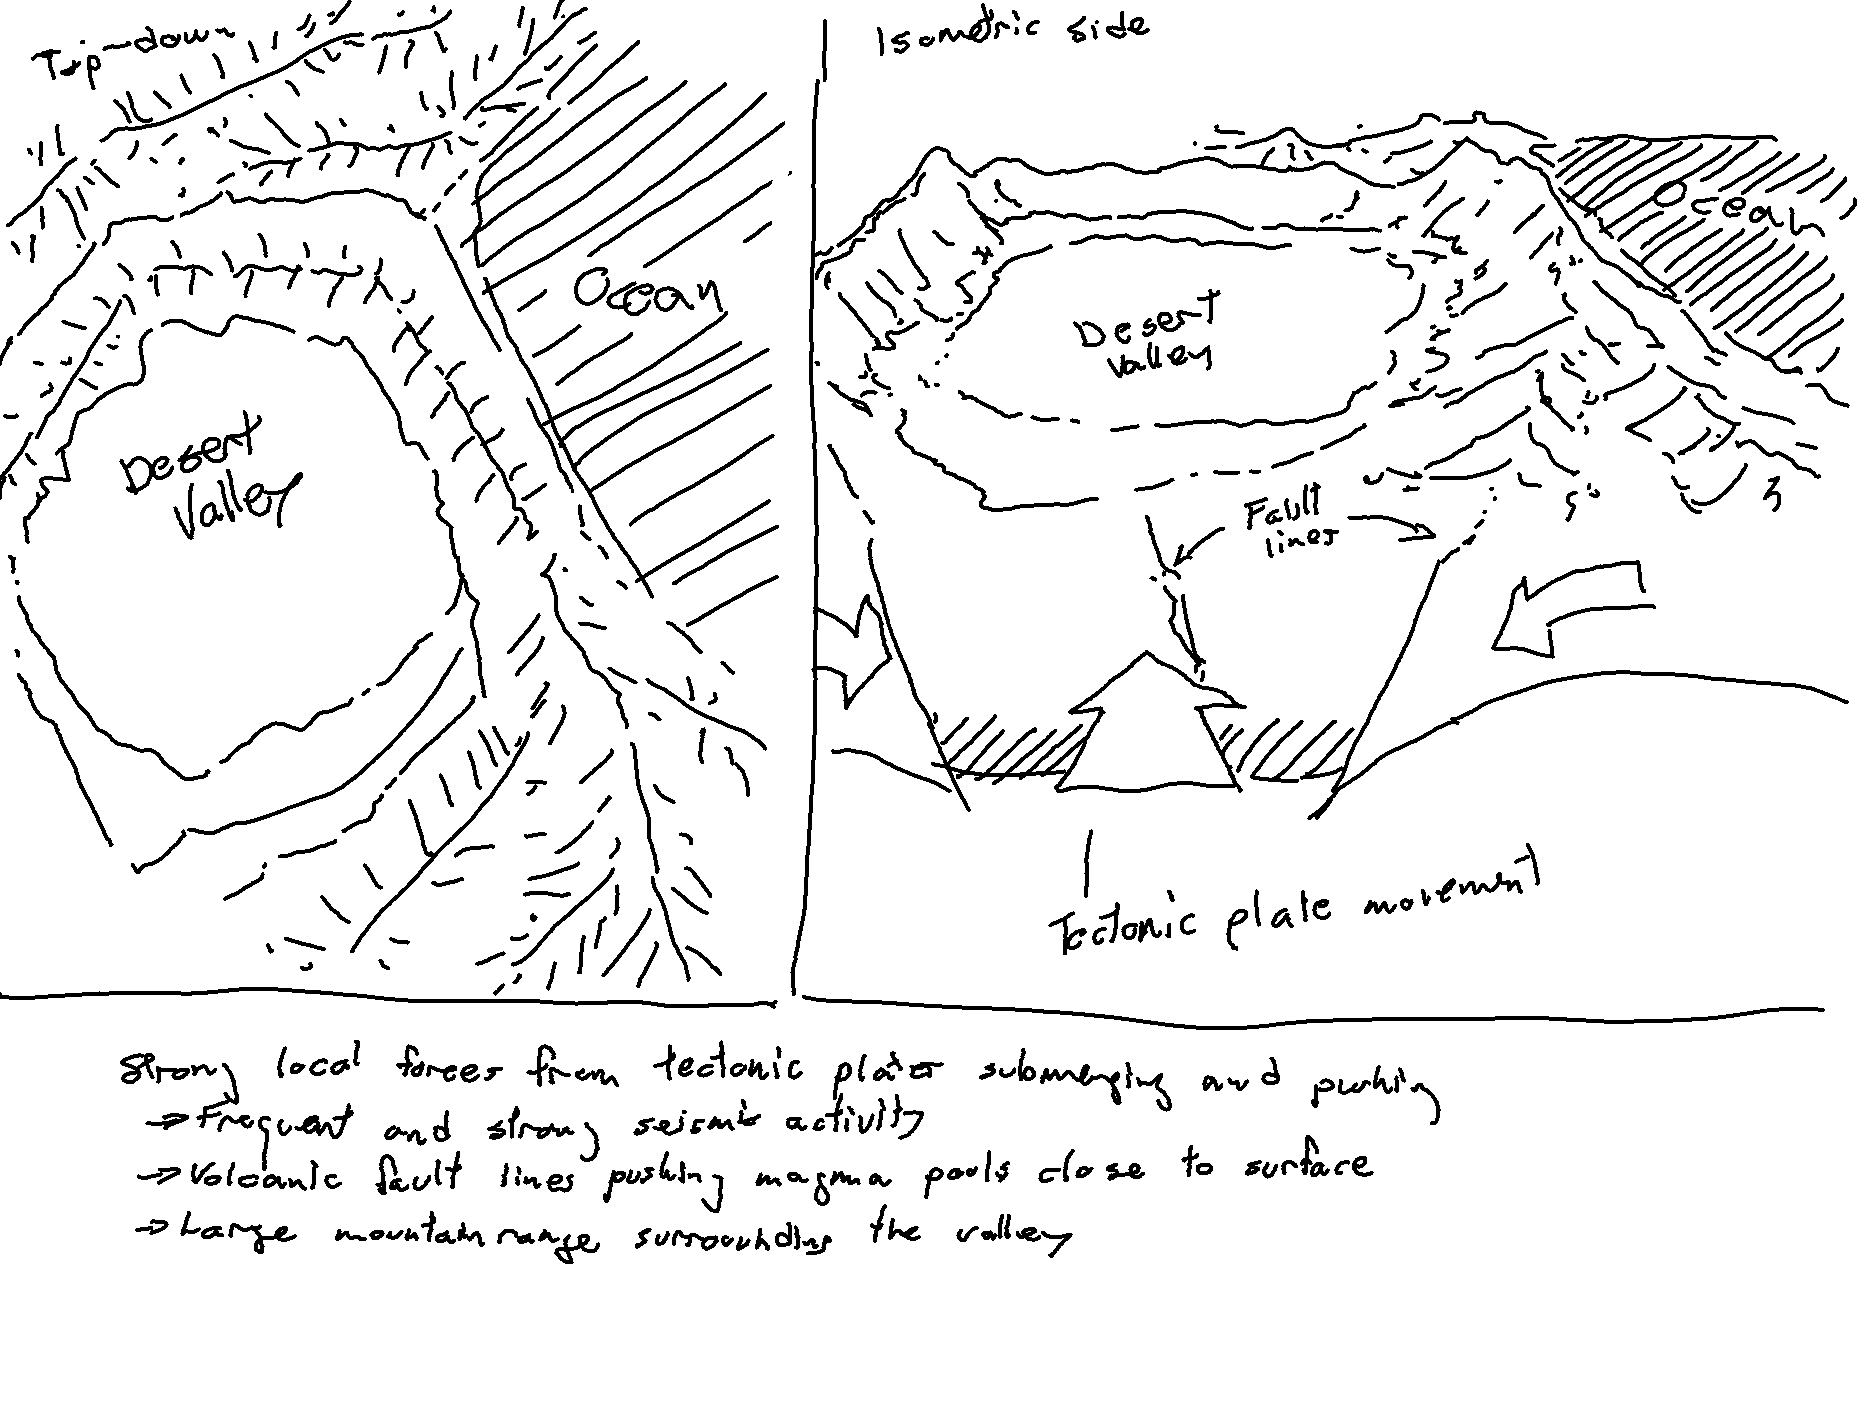 Top-down
Ocean
Desert
Valley
Isometric side
Ocean
Desert
Valley
Fault
lines
Tectonic plate movement
Strong local forces from tectonic plates submerging and pushing
→ Frequent and strong seismic activity
→ Volcanic fault lines pushing magma pools close to surface
→ Large mountain range surrounding the valley